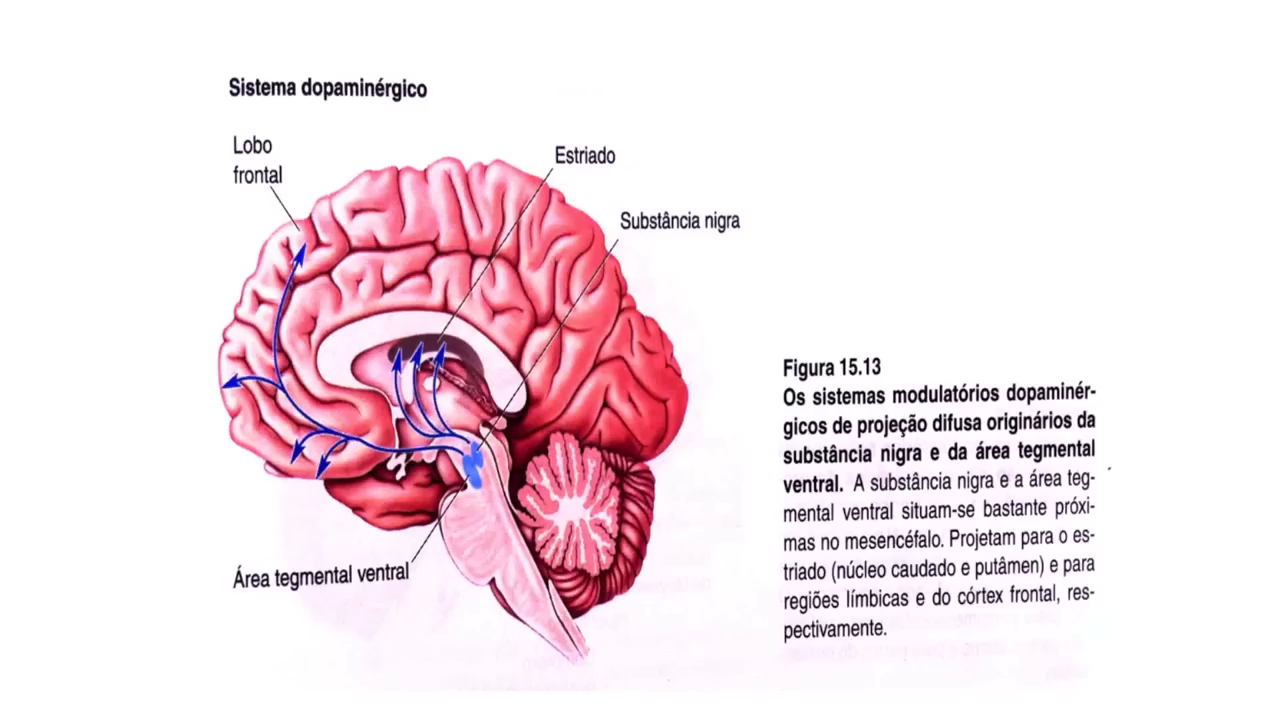 Sistema dopaminérgico
Lobo
frontal
Estriado
Substância nigra
Área tegmental ventral
Figura 15.13
Os sistemas modulatórios dopaminér-
gicos de projeção difusa originários da
substância nigra e da área tegmental
ventral. A substância nigra e a área teg-
mental ventral situam-se bastante próxi-
mas no mesencéfalo. Projetam para o es-
triado (núcleo caudado e putâmen) e para
regiões límbicas e do córtex frontal, res-
pectivamente.